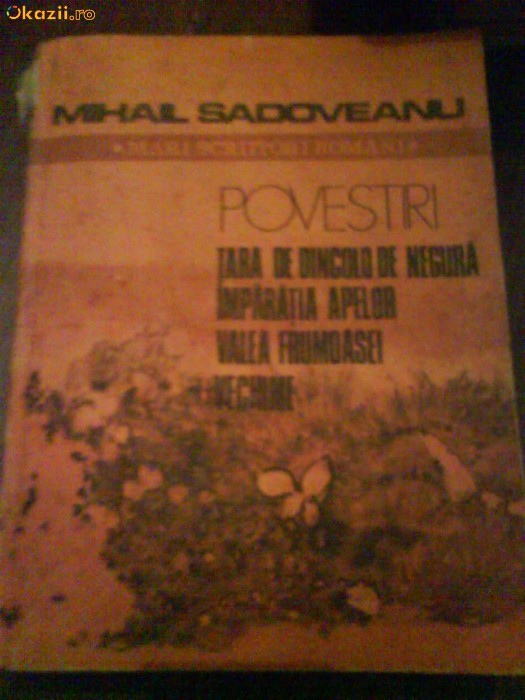 Okazii.ro
MIHAIL SADOVEANU
* MARI SCRIITORI ROMÂNI *
POVESTIRI
ȚARA DE DINCOLO DE NEGURĂ
ÎMPĂRĂȚIA APELOR
VALEA FRUMOASEI
VECHIME